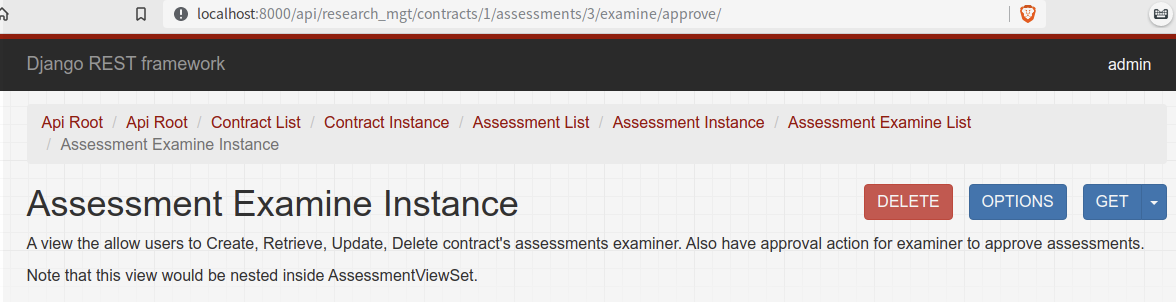 localhost:8000/api/research_mgt/contracts/1/assessments/3/examine/approve/
Django REST framework admin
Api Root / Api Root / Contract List / Contract Instance / Assessment List / Assessment Instance / Assessment Examine List
/ Assessment Examine Instance
Assessment Examine Instance DELETE OPTIONS GET
A view the allow users to Create, Retrieve, Update, Delete contract's assessments examiner. Also have approval action for examiner to approve assessments.
Note that this view would be nested inside AssessmentViewSet.